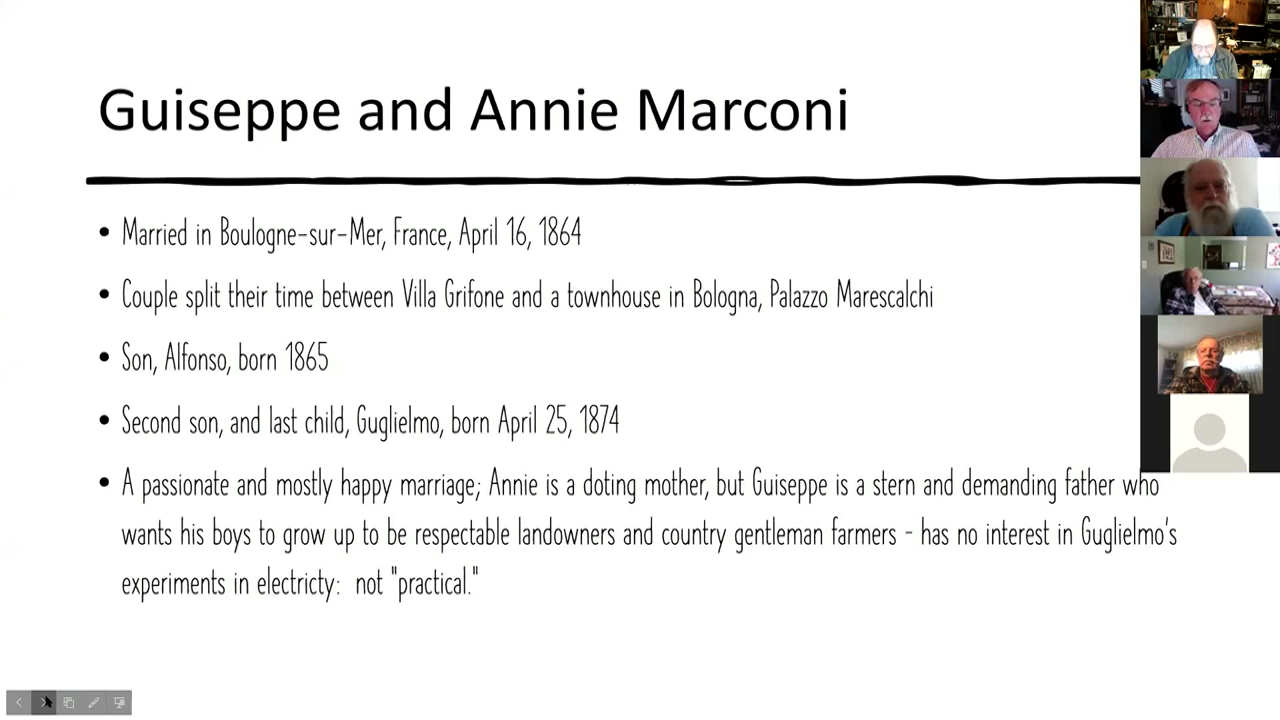 Guiseppe and Annie Marconi
• Married in Boulogne-sur-Mer, France, April 16, 1864
• Couple split their time between Villa Grifone and a townhouse in Bologna, Palazzo Marescalchi
• Son, Alfonso, born 1865
• Second son, and last child, Guglielmo, born April 25, 1874
• A passionate and mostly happy marriage; Annie is a doting mother, but Guiseppe is a stern and demanding father who
wants his boys to grow up to be respectable landowners and country gentleman farmers - has no interest in Guglielmo's
experiments in electricty:  not "practical."